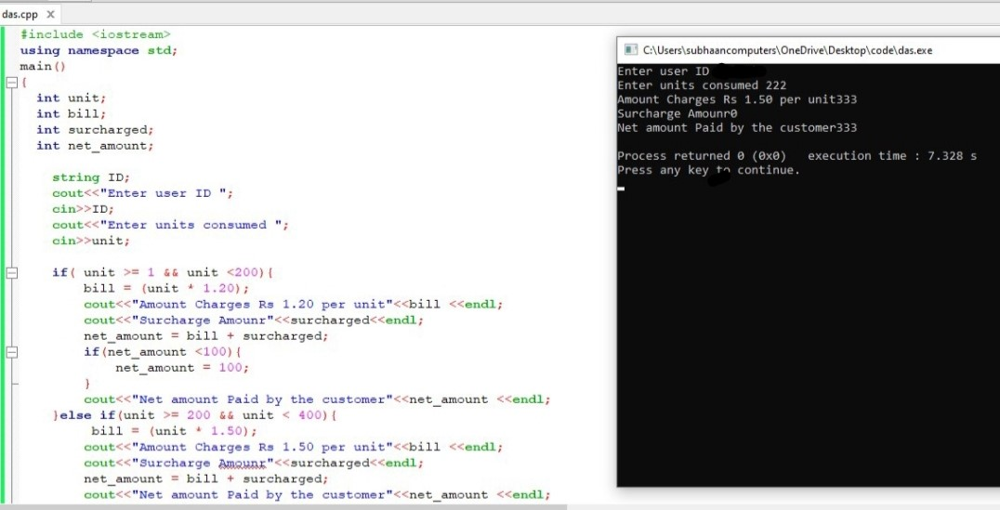 das.cpp X
#include <iostream>
using namespace std;
main()
{
int unit;
int bill;
int surcharged;
int net_amount;
string ID;
cout<<"Enter user ID ";
cin>>ID;
cout<<"Enter units consumed ";
cin>>unit;
if( unit >= 1 && unit <200){
bill = (unit * 1.20);
cout<<"Amount Charges Rs 1.20 per unit"<<bill <<endl;
cout<<"Surcharge Amounr"<<surcharged<<endl;
net_amount = bill + surcharged;
if(net_amount <100){
net_amount = 100;
}
cout<<"Net amount Paid by the customer"<<net_amount <<endl;
}else if(unit >= 200 && unit < 400){
bill = (unit * 1.50);
cout<<"Amount Charges Rs 1.50 per unit"<<bill <<endl;
cout<<"Surcharge Amounr"<<surcharged<<endl;
net_amount = bill + surcharged;
cout<<"Net amount Paid by the customer"<<net_amount <<endl;
C:\Users\subhaancomputers\OneDrive\Desktop\code\das.exe
Enter user ID
Enter units consumed 222
Amount Charges Rs 1.50 per unit333
Surcharge Amounr0
Net amount Paid by the customer333
Process returned 0 (0x0) execution time : 7.328 s
Press any key to continue.